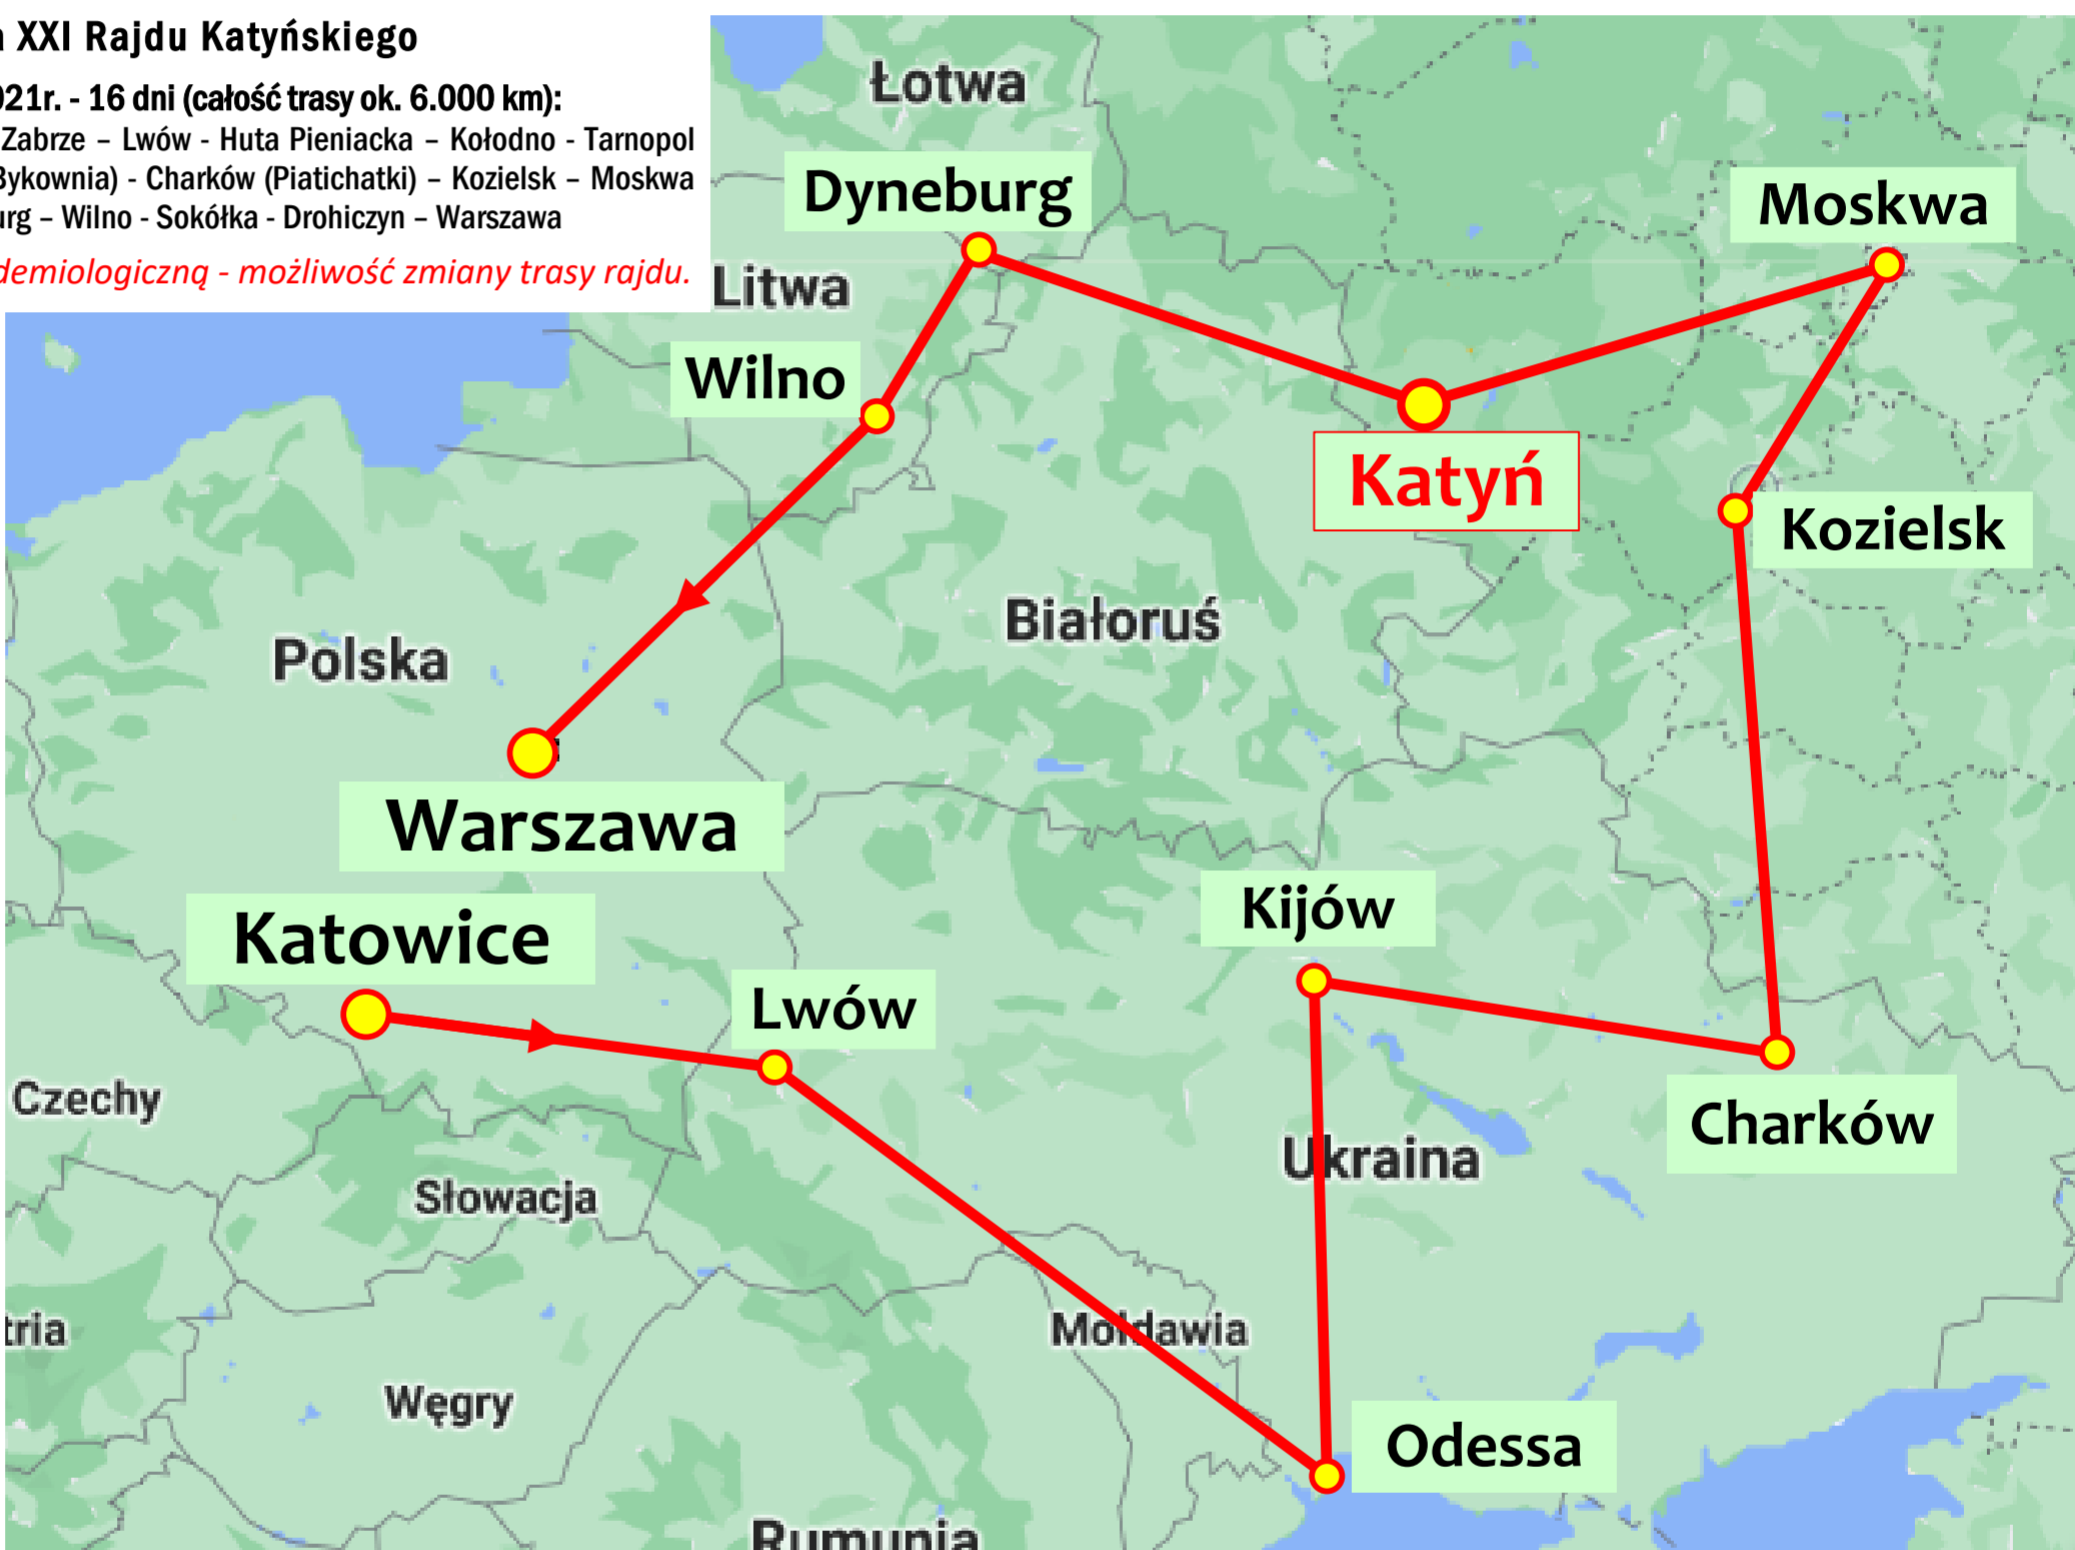 XXI Rajdu Katyńskiego
021r. - 16 dni (całość trasy ok. 6.000 km):
Zabrze – Lwów - Huta Pieniacka – Kołodno - Tarnopol
Bykownia) - Charków (Piatichatki) – Kozielsk – Moskwa
urg – Wilno - Sokółka - Drohiczyn – Warszawa
demiologiczną - możliwość zmiany trasy rajdu.
Łotwa
Dyneburg
Moskwa
Litwa
Wilno
Katyń
Kozielsk
Białoruś
Polska
Warszawa
Kijów
Katowice
Lwów
Czechy
Charków
Ukraina
Słowacja
tria
Mołdawia
Węgry
Odessa
Rumunia